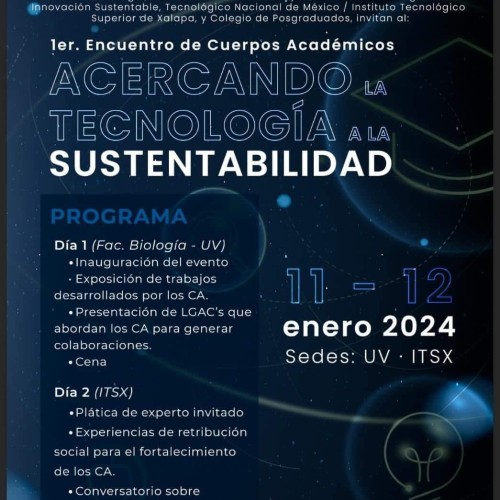 Innovación Sustentable, Tecnológico Nacional de México / Instituto Tecnológico
Superior de Xalapa, y Colegio de Posgraduados, invitan al:
1er. Encuentro de Cuerpos Académicos
ACERCANDO LA
TECNOLOGÍA A LA
SUSTENTABILIDAD
PROGRAMA
Día 1 (Fac. Biología - UV)
• Inauguración del evento
• Exposición de trabajos
desarrollados por los CA.
• Presentación de LGAC's que
abordan los CA para generar
colaboraciones.
• Cena
Día 2 (ITSX)
• Plática de experto invitado
• Experiencias de retribución
social para el fortalecimiento
de los CA.
• Conversatorio sobre
11 - 12
enero 2024
Sedes: UV · ITSX